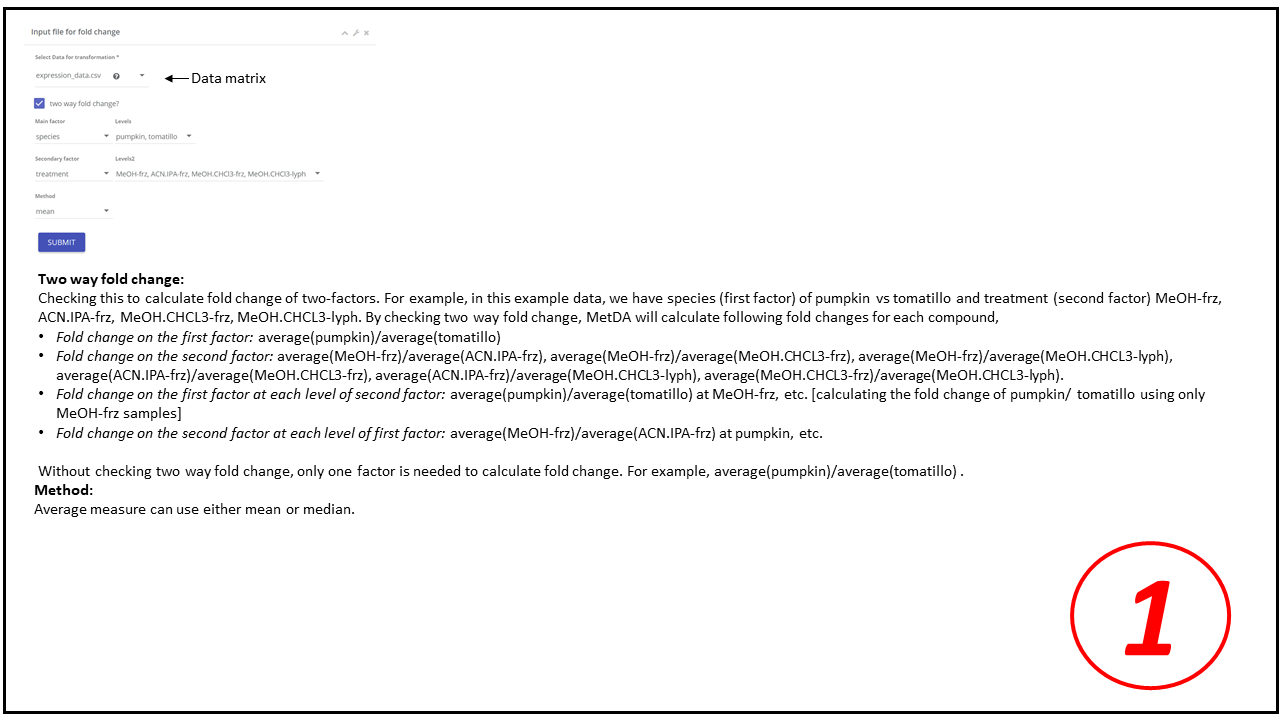 Input file for fold change
Select Data for transformation *
expression_data.csv
Data matrix
two way fold change?
Main factor Levels
species pumpkin, tomatillo
Secondary factor Levels2
treatment MeOH-frz, ACN.IPA-frz, MeOH.CHCl3-frz, MeOH.CHCl3-lyph
Method
mean
SUBMIT
Two way fold change:
Checking this to calculate fold change of two-factors. For example, in this example data, we have species (first factor) of pumpkin vs tomatillo and treatment (second factor) MeOH-frz,
ACN.IPA-frz, MeOH.CHCL3-frz, MeOH.CHCL3-lyph. By checking two way fold change, MetDA will calculate following fold changes for each compound,
• Fold change on the first factor: average(pumpkin)/average(tomatillo)
• Fold change on the second factor: average(MeOH-frz)/average(ACN.IPA-frz), average(MeOH-frz)/average(MeOH.CHCL3-frz), average(MeOH-frz)/average(MeOH.CHCL3-lyph),
average(ACN.IPA-frz)/average(MeOH.CHCL3-frz), average(ACN.IPA-frz)/average(MeOH.CHCL3-lyph), average(MeOH.CHCL3-frz)/average(MeOH.CHCL3-lyph).
• Fold change on the first factor at each level of second factor: average(pumpkin)/average(tomatillo) at MeOH-frz, etc. [calculating the fold change of pumpkin/ tomatillo using only
MeOH-frz samples]
• Fold change on the second factor at each level of first factor: average(MeOH-frz)/average(ACN.IPA-frz) at pumpkin, etc.
Without checking two way fold change, only one factor is needed to calculate fold change. For example, average(pumpkin)/average(tomatillo) .
Method:
Average measure can use either mean or median.
1